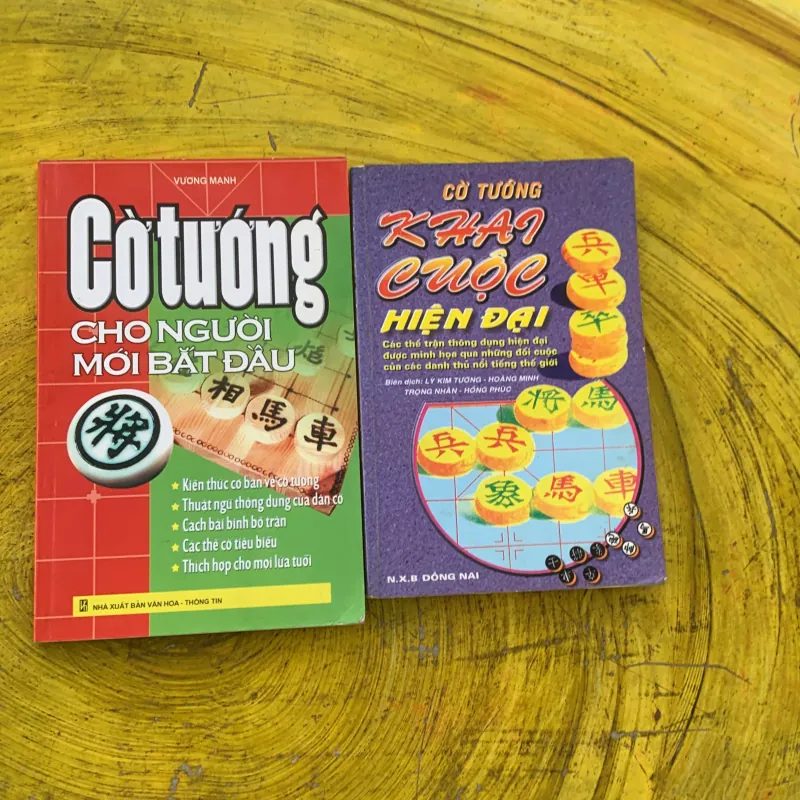 VƯƠNG MẠNH
Cờ tướng
CHO NGƯỜI
MỚI BẮT ĐẦU
將
相 馬 車
Kiến thức cơ bản về cờ tướng
Thuật ngữ thông dụng của dân cờ
Cách bài binh bố trận
Các thế cờ tiêu biểu
Thích hợp cho mọi lứa tuổi
NHÀ XUẤT BẢN VĂN HÓA - THÔNG TIN
CỜ TƯỚNG
KHAI
CUỘC
HIỆN ĐẠI
Các thế trận thông dụng hiện đại
được minh họa qua những đối cuộc
của các danh thủ nổi tiếng thế giới
Biên dịch: LÝ KIM TƯỜNG - HOÀNG MINH
TRỌNG NHÂN - HỒNG PHÚC
兵
車
卒
將 馬
兵 兵
象 馬 車
N.X.B ĐỒNG NAI